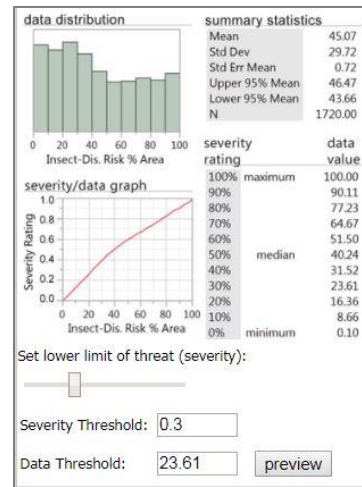 data distribution
0 20 40 60 80 100
Insect-Dis. Risk % Area
summary statistics
Mean 45.07
Std Dev 29.72
Std Err Mean 0.72
Upper 95% Mean 46.47
Lower 95% Mean 43.66
N 1720.00
severity/data graph
Severity Rating
1.0
0.8
0.6
0.4
0.2
0.0
0 20 40 60 80 100
Insect-Dis. Risk % Area
severity data
rating value
100% maximum 100.00
90% 90.11
80% 77.23
70% 64.67
60% 51.50
50% median 40.24
40% 31.52
30% 23.61
20% 16.36
10% 8.66
0% minimum 0.10
Set lower limit of threat (severity):
Severity Threshold: 0.3
Data Threshold: 23.61 preview